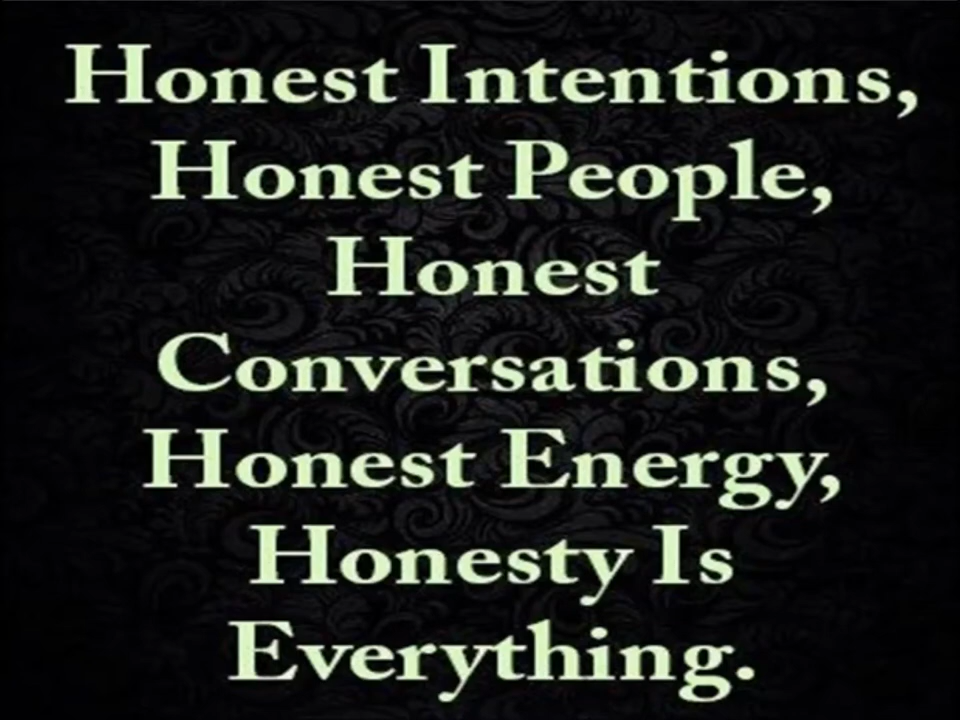 Honest Intentions,
Honest People,
Honest
Conversations,
Honest Energy,
Honesty Is
Everything.